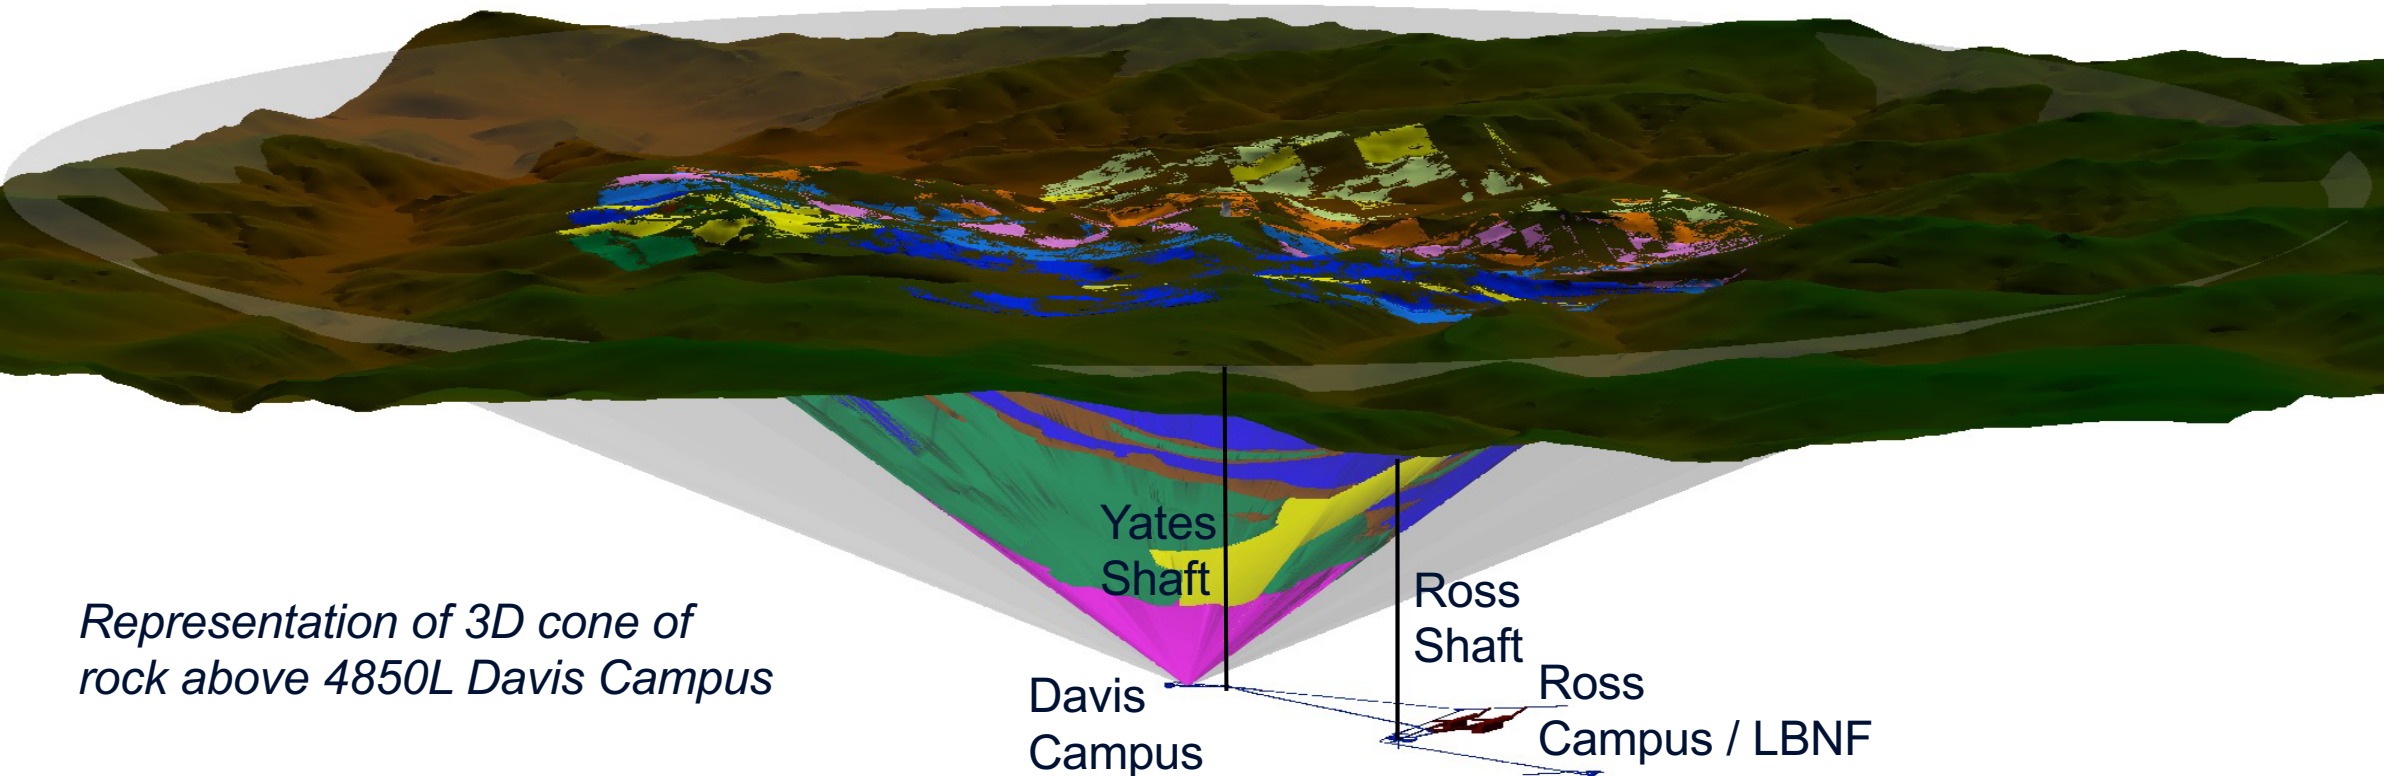 Yates
Shaft
Ross
Shaft
Representation of 3D cone of
rock above 4850L Davis Campus
Davis
Campus
Ross
Campus / LBNF